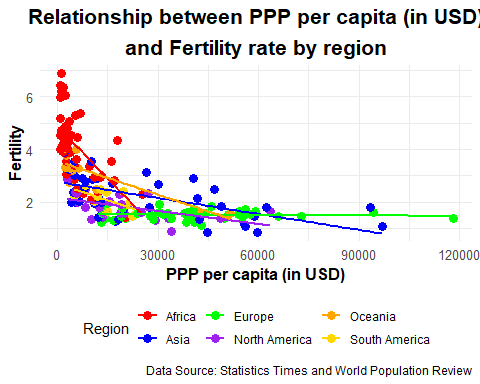 Relationship between PPP per capita (in USD)
and Fertility rate by region
Fertility
6
4
2
0
30000
60000
90000
120000
PPP per capita (in USD)
Region
Africa
Europe
Oceania
Asia
North America
South America
Data Source: Statistics Times and World Population Review